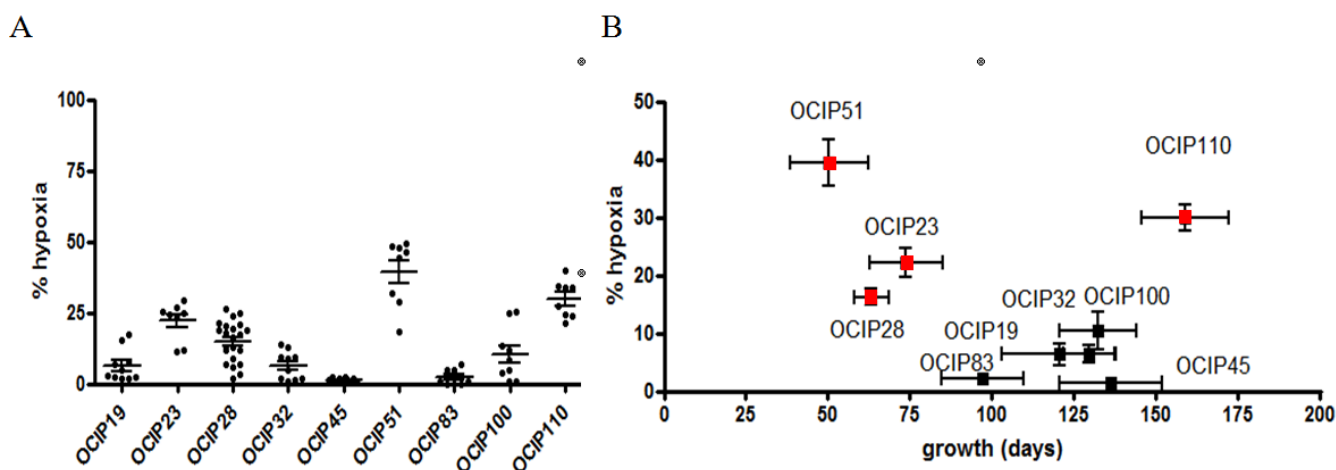 A
% hypoxia
100
75
50
25
0
OCIP19
OCIP23
OCIP28
OCIP32
OCIP45
OCIP51
OCIP83
OCIP100
OCIP110
B
% hypoxia
50
40
30
20
10
0
OCIP51
OCIP110
OCIP23
OCIP28
OCIP32 OCIP100
OCIP19
OCIP83
OCIP45
0 25 50 75 100 125 150 175 200
growth (days)